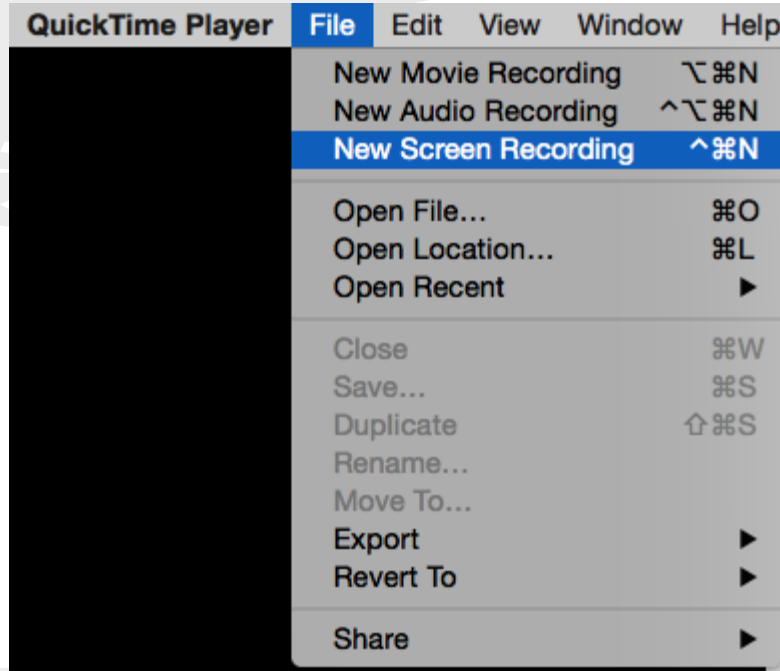 QuickTime Player File Edit View Window Help
New Movie Recording ⌥⌘N
New Audio Recording ^⌥⌘N
New Screen Recording ^⌘N
Open File... ⌘O
Open Location... ⌘L
Open Recent ▶
Close ⌘W
Save... ⌘S
Duplicate ⇧⌘S
Rename...
Move To...
Export ▶
Revert To ▶
Share ▶